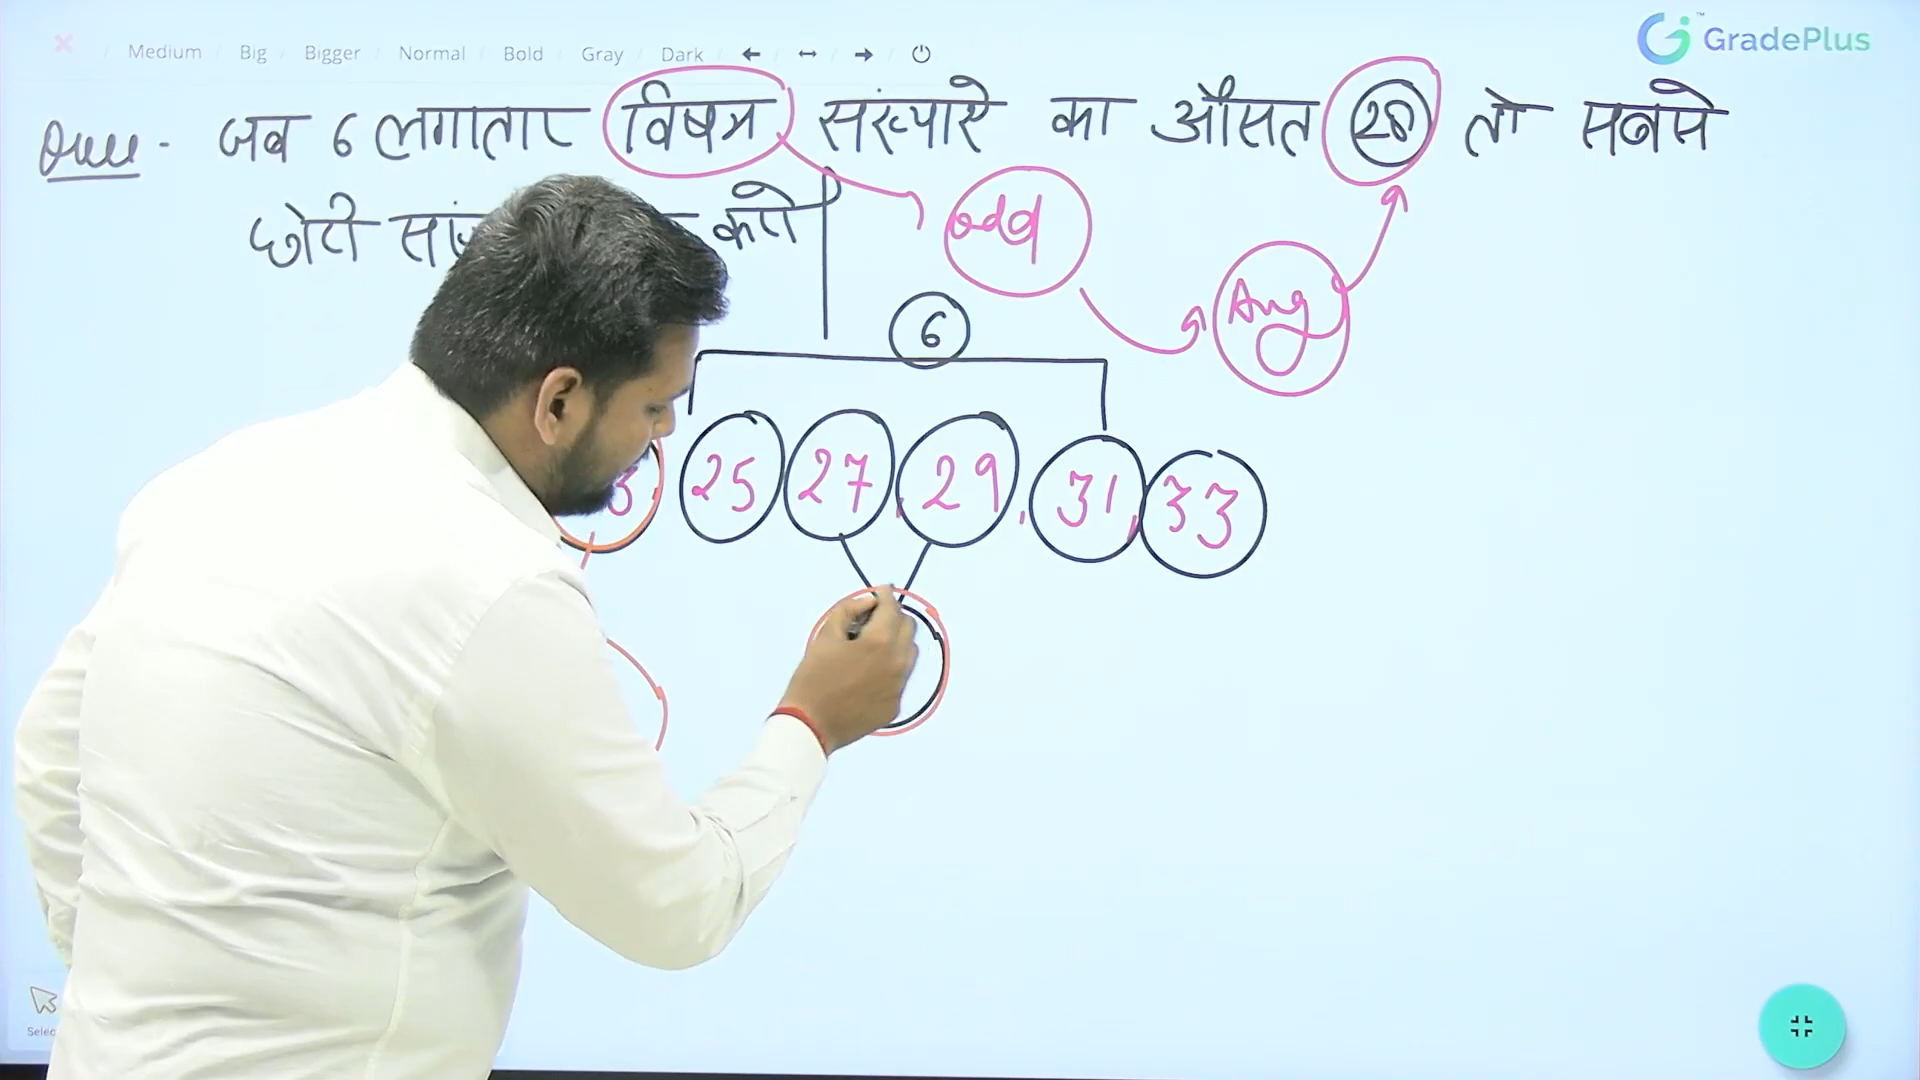 Medium / Big / Bigger / Normal / Bold / Gray / Dark
GradePlus
Que - जब 6 लगातार विषम संख्याऐ का औसत 28 तो सबसे
छोटी करो
odd
Avg
6
25 27, 29, 31, 33